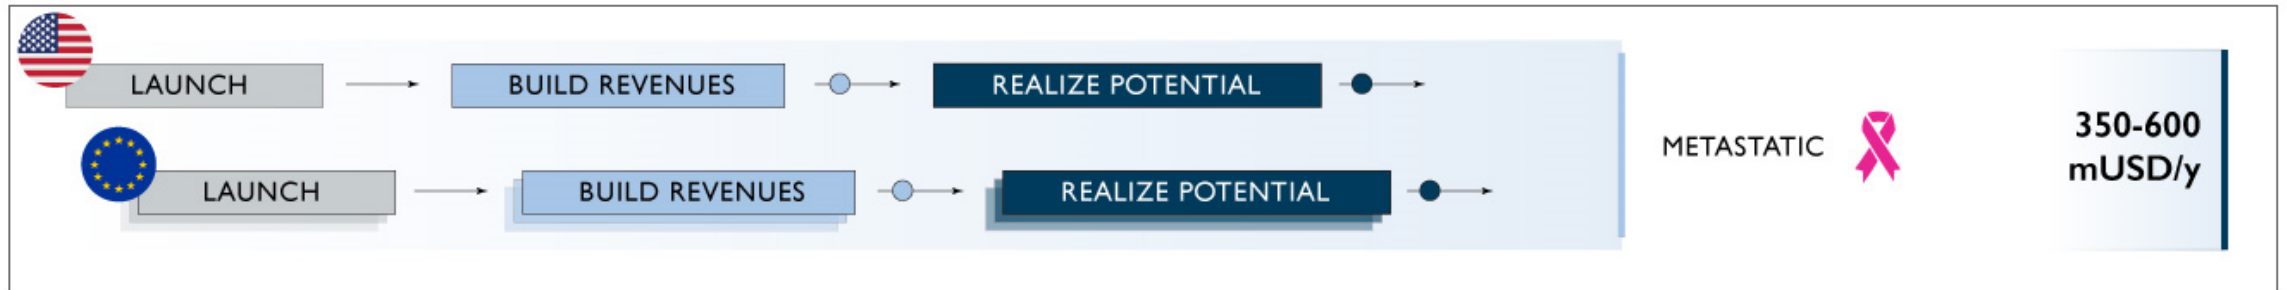 LAUNCH
BUILD REVENUES
REALIZE POTENTIAL
LAUNCH
BUILD REVENUES
REALIZE POTENTIAL
METASTATIC
350-600
mUSD/y